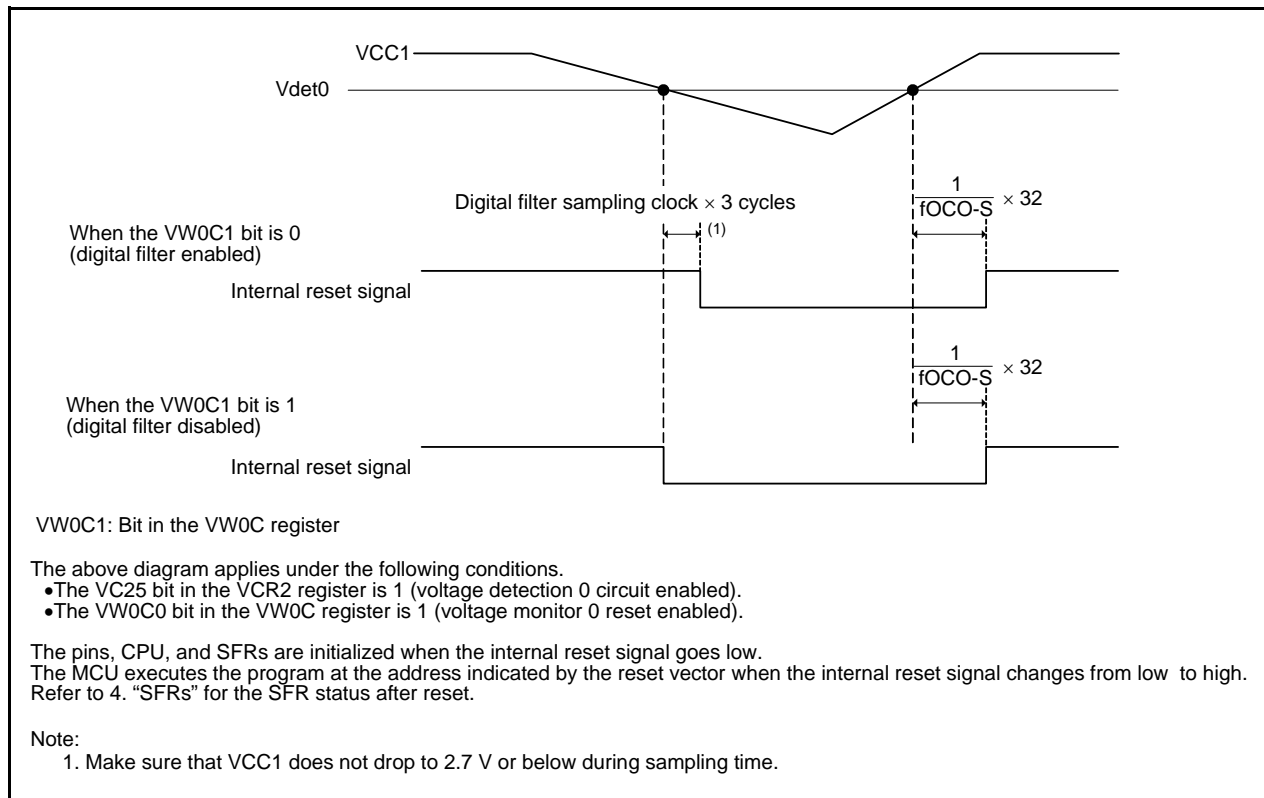 VCC1
Vdet0
Digital filter sampling clock × 3 cycles
1
fOCO-S
× 32
(1)
When the VW0C1 bit is 0
(digital filter enabled)
Internal reset signal
1
fOCO-S
× 32
When the VW0C1 bit is 1
(digital filter disabled)
Internal reset signal
VW0C1: Bit in the VW0C register
The above diagram applies under the following conditions.
•The VC25 bit in the VCR2 register is 1 (voltage detection 0 circuit enabled).
•The VW0C0 bit in the VW0C register is 1 (voltage monitor 0 reset enabled).
The pins, CPU, and SFRs are initialized when the internal reset signal goes low.
The MCU executes the program at the address indicated by the reset vector when the internal reset signal changes from low to high.
Refer to 4. “SFRs” for the SFR status after reset.
Note:
1. Make sure that VCC1 does not drop to 2.7 V or below during sampling time.